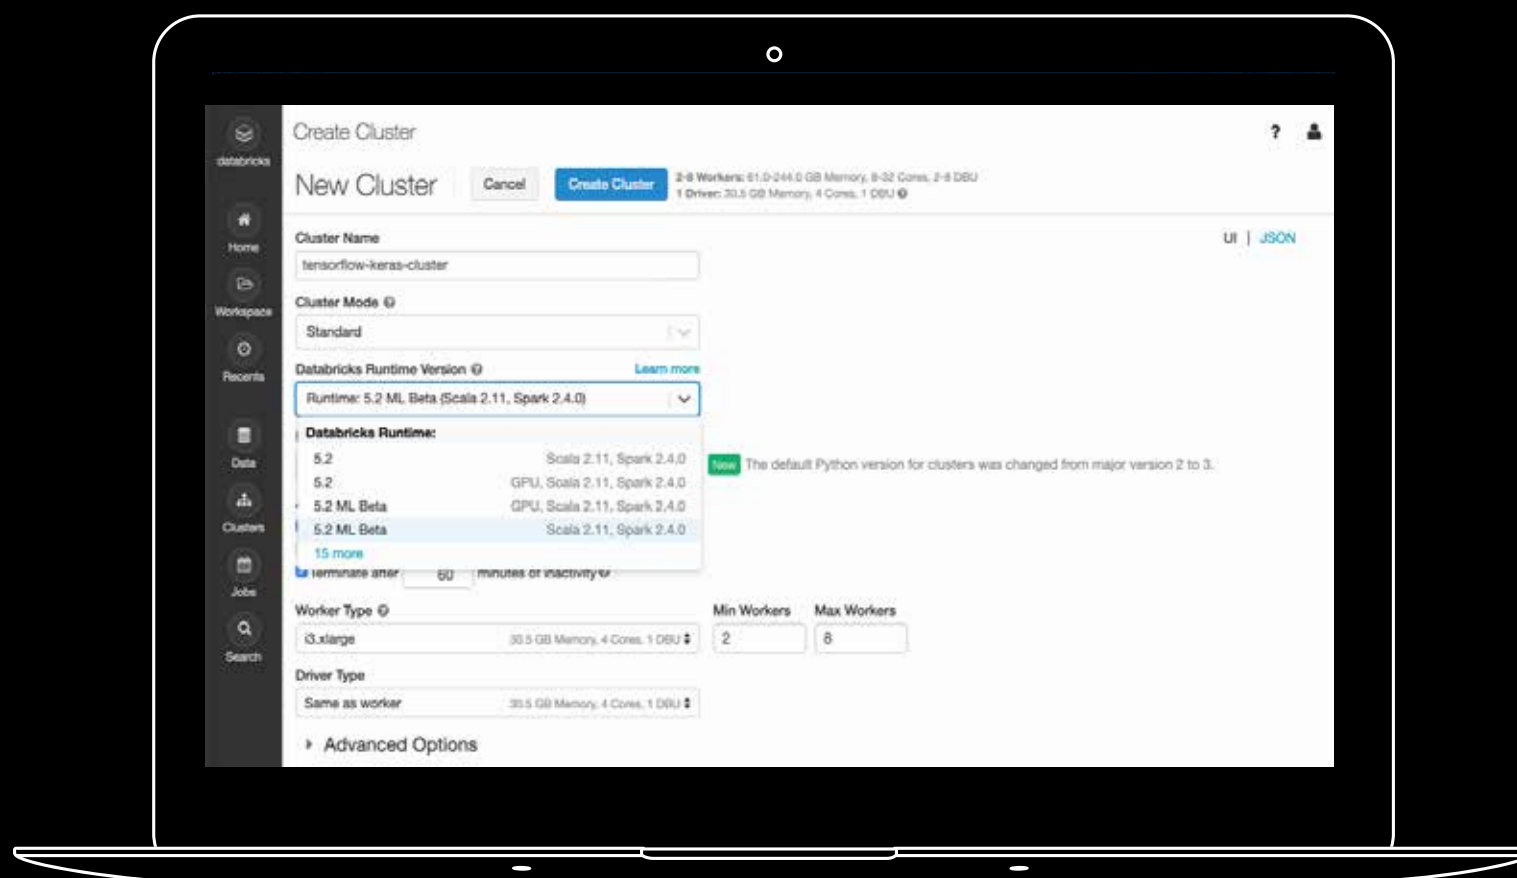 databricks
Home
Workspace
Recents
Data
Clusters
Jobs
Search
Create Cluster
?
New Cluster
Cancel
Create Cluster
2-8 Workers: 61.0-244.0 GB Memory, 8-32 Cores, 2-8 DBU
1 Driver: 30.5 GB Memory, 4 Cores, 1 DBU
Cluster Name
UI | JSON
tensorflow-keras-cluster
Cluster Mode
Standard
Databricks Runtime Version Learn more
Runtime: 5.2 ML Beta (Scala 2.11, Spark 2.4.0)
Databricks Runtime:
5.2 Scala 2.11, Spark 2.4.0
5.2 GPU, Scala 2.11, Spark 2.4.0
5.2 ML Beta GPU, Scala 2.11, Spark 2.4.0
5.2 ML Beta Scala 2.11, Spark 2.4.0
15 more
New The default Python version for clusters was changed from major version 2 to 3.
Terminate after 60 minutes of inactivity
Worker Type Min Workers Max Workers
i3.xlarge 30.5 GB Memory, 4 Cores, 1 DBU 2 8
Driver Type
Same as worker 30.5 GB Memory, 4 Cores, 1 DBU
Advanced Options